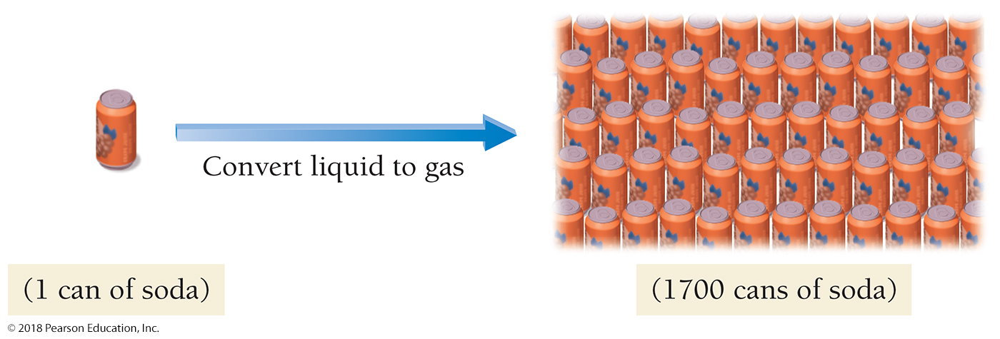 Convert liquid to gas
(1 can of soda)
(1700 cans of soda)
© 2018 Pearson Education, Inc.